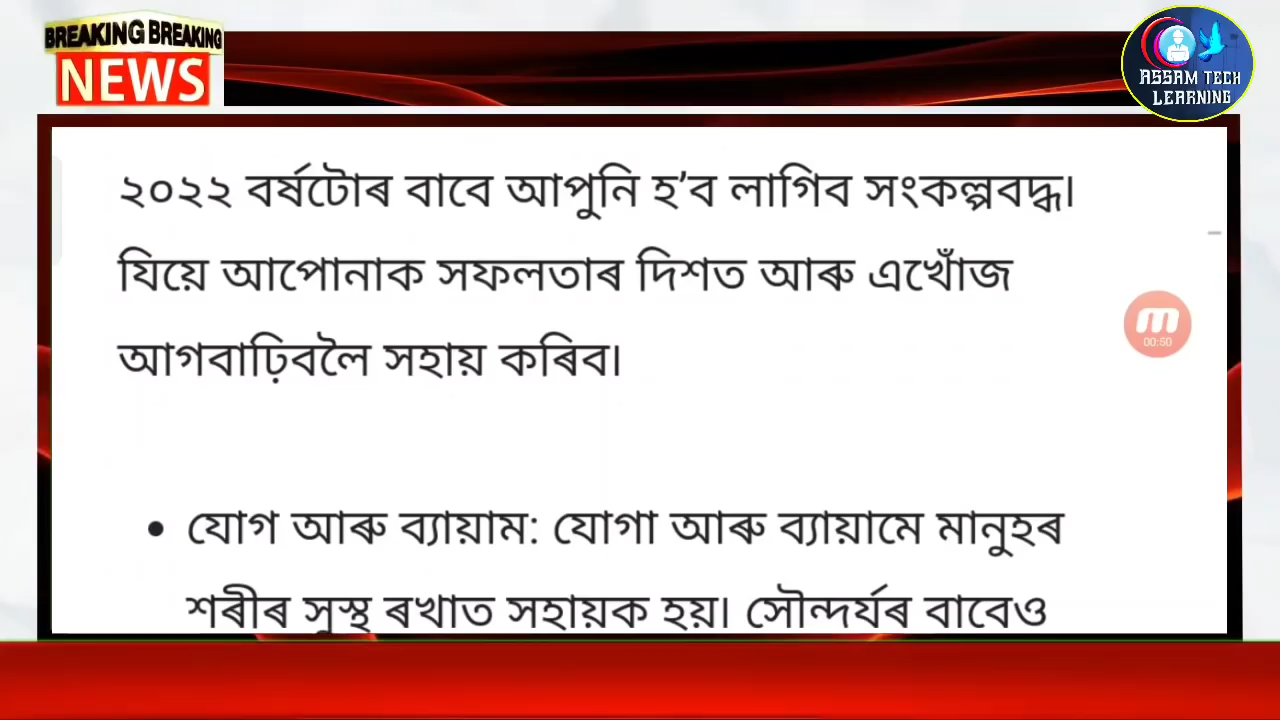 BREAKING BREAKING
NEWS
ASSAM TECH
LEARNING
২০২২ বৰ্ষটোৰ বাবে আপুনি হ’ব লাগিব সংকল্পবদ্ধ।
যিয়ে আপোনাক সফলতাৰ দিশত আৰু এখোঁজ
আগবাঢ়িবলৈ সহায় কৰিব।
00:50
• যোগ আৰু ব্যায়াম: যোগা আৰু ব্যায়ামে মানুহৰ
শৰীৰ সুস্থ ৰখাত সহায়ক হয়। সৌন্দৰ্যৰ বাবেও